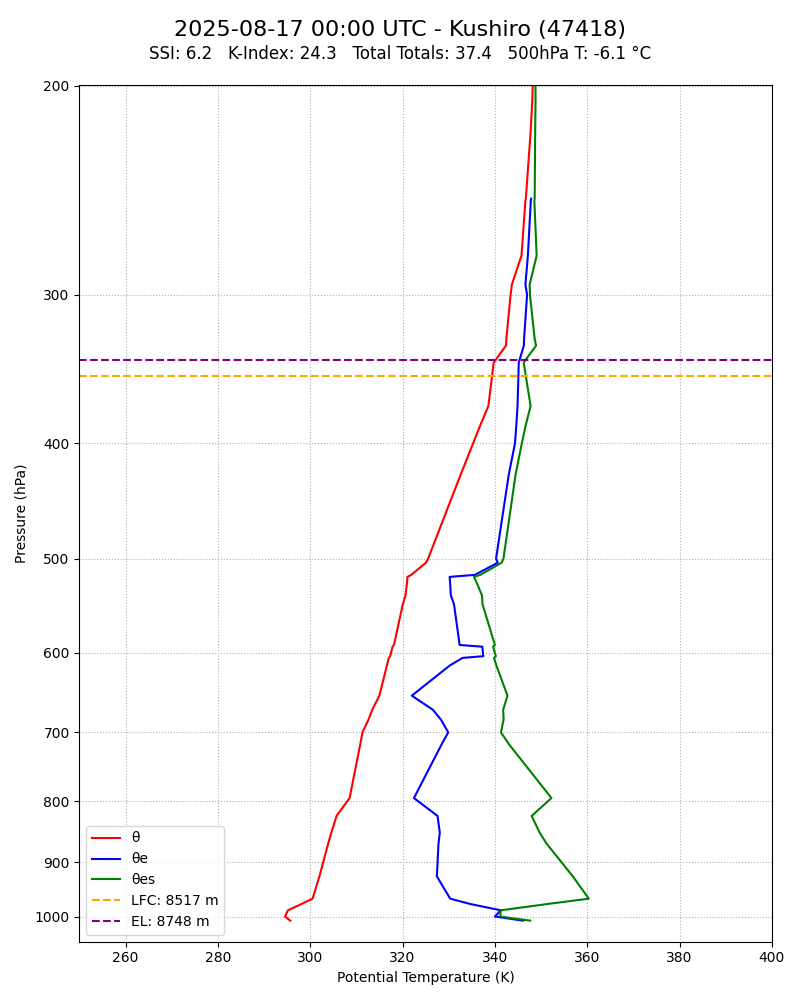 2025-08-17 00:00 UTC - Kushiro (47418)
SSI: 6.2   K-Index: 24.3   Total Totals: 37.4   500hPa T: -6.1 °C
200
300
400
500
600
700
800
900
1000
Pressure (hPa)
θ
θe
θes
LFC: 8517 m
EL: 8748 m
260
280
300
320
340
360
380
400
Potential Temperature (K)